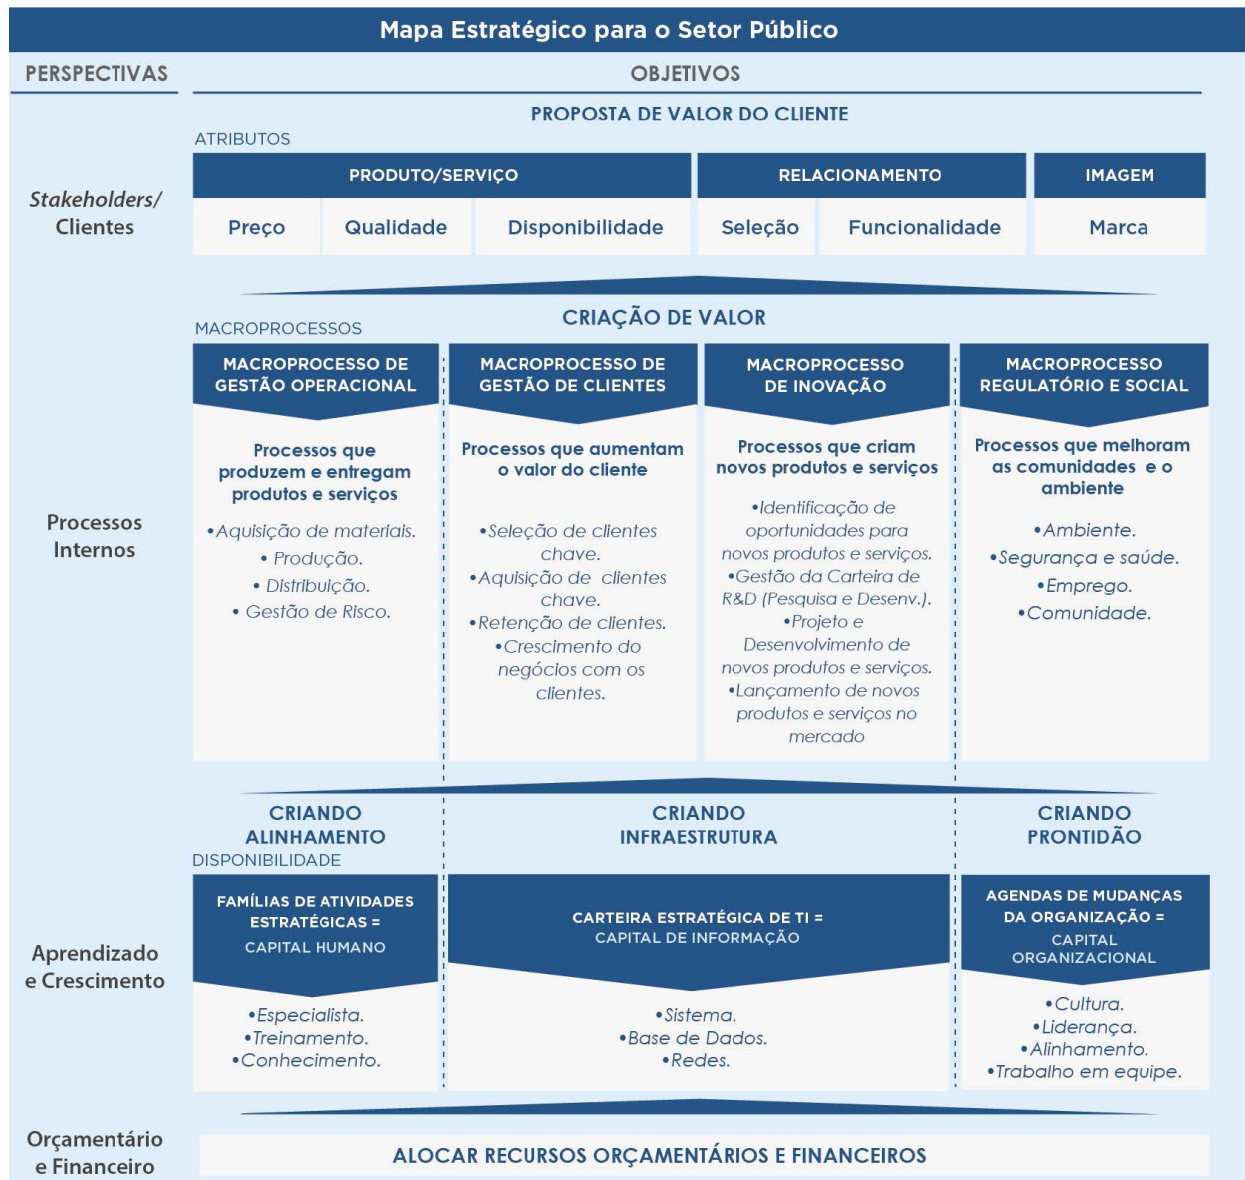 Mapa Estratégico para o Setor Público
PERSPECTIVAS
OBJETIVOS
PROPOSTA DE VALOR DO CLIENTE
ATRIBUTOS
Stakeholders/
Clientes
PRODUTO/SERVIÇO
RELACIONAMENTO
IMAGEM
Preço
Qualidade
Disponibilidade
Seleção
Funcionalidade
Marca
CRIAÇÃO DE VALOR
MACROPROCESSOS
Processos
Internos
MACROPROCESSO DE
GESTÃO OPERACIONAL
Processos que
produzem e entregam
produtos e serviços
•Aquisição de materiais.
• Produção.
• Distribuição.
• Gestão de Risco.
MACROPROCESSO DE
GESTÃO DE CLIENTES
Processos que aumentam
o valor do cliente
•Seleção de clientes
chave.
•Aquisição de clientes
chave.
•Retenção de clientes.
•Crescimento do
negócios com os
clientes.
MACROPROCESSO
DE INOVAÇÃO
Processos que criam
novos produtos e serviços
•Identificação de
oportunidades para
novos produtos e serviços.
•Gestão da Carteira de
R&D (Pesquisa e Desenv.).
•Projeto e
Desenvolvimento de
novos produtos e serviços.
•Lançamento de novos
produtos e serviços no
mercado
MACROPROCESSO
REGULATÓRIO E SOCIAL
Processos que melhoram
as comunidades e o
ambiente
•Ambiente.
•Segurança e saúde.
•Emprego.
•Comunidade.
CRIANDO
ALINHAMENTO
CRIANDO
INFRAESTRUTURA
CRIANDO
PRONTIDÃO
DISPONIBILIDADE
Aprendizado
e Crescimento
FAMÍLIAS DE ATIVIDADES
ESTRATÉGICAS =
CAPITAL HUMANO
•Especialista.
•Treinamento.
•Conhecimento.
CARTEIRA ESTRATÉGICA DE TI =
CAPITAL DE INFORMAÇÃO
•Sistema.
•Base de Dados.
•Redes.
AGENDAS DE MUDANÇAS
DA ORGANIZAÇÃO =
CAPITAL
ORGANIZACIONAL
•Cultura.
•Liderança.
•Alinhamento.
•Trabalho em equipe.
Orçamentário
e Financeiro
ALOCAR RECURSOS ORÇAMENTÁRIOS E FINANCEIROS